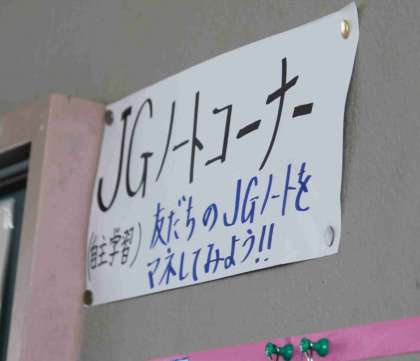 JGノートコーナー
(自主学習) 友だちのJGノートを
マネしてみよう!!